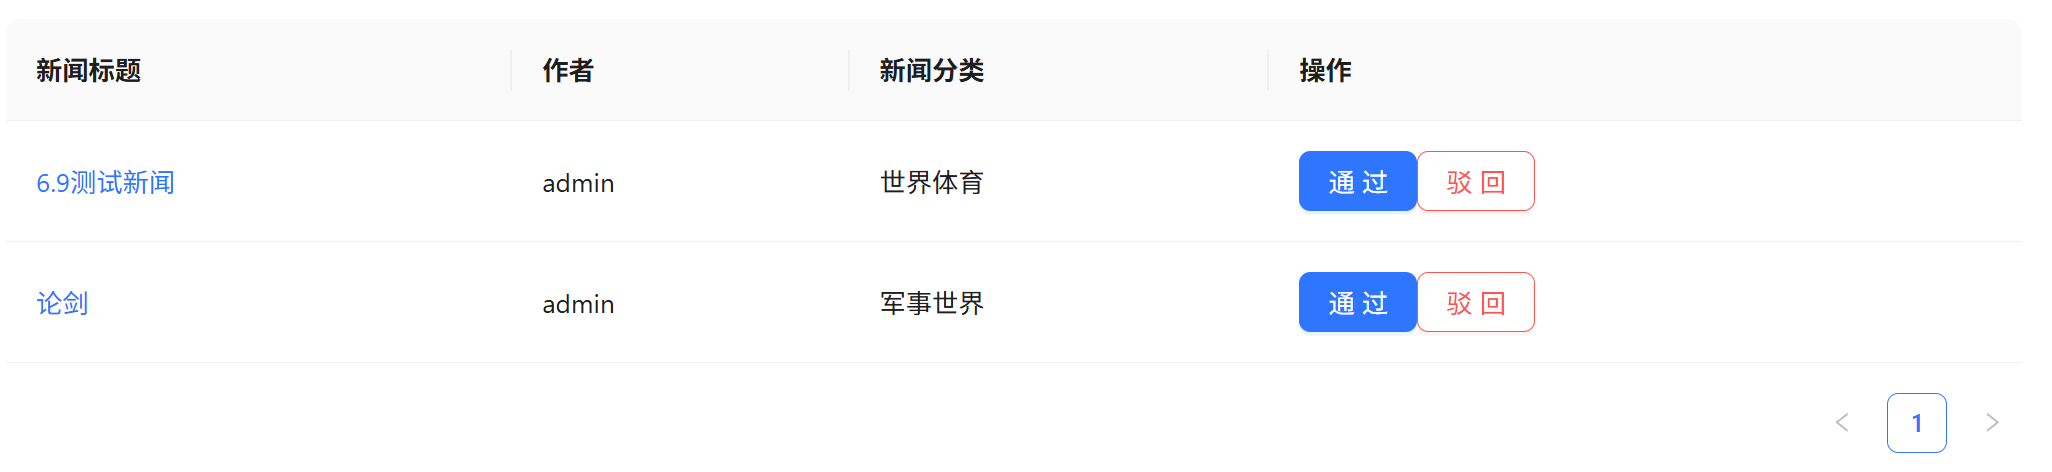 新闻标题 作者 新闻分类 操作
6.9测试新闻 admin 世界体育 通过 驳回
论剑 admin 军事世界 通过 驳回
1